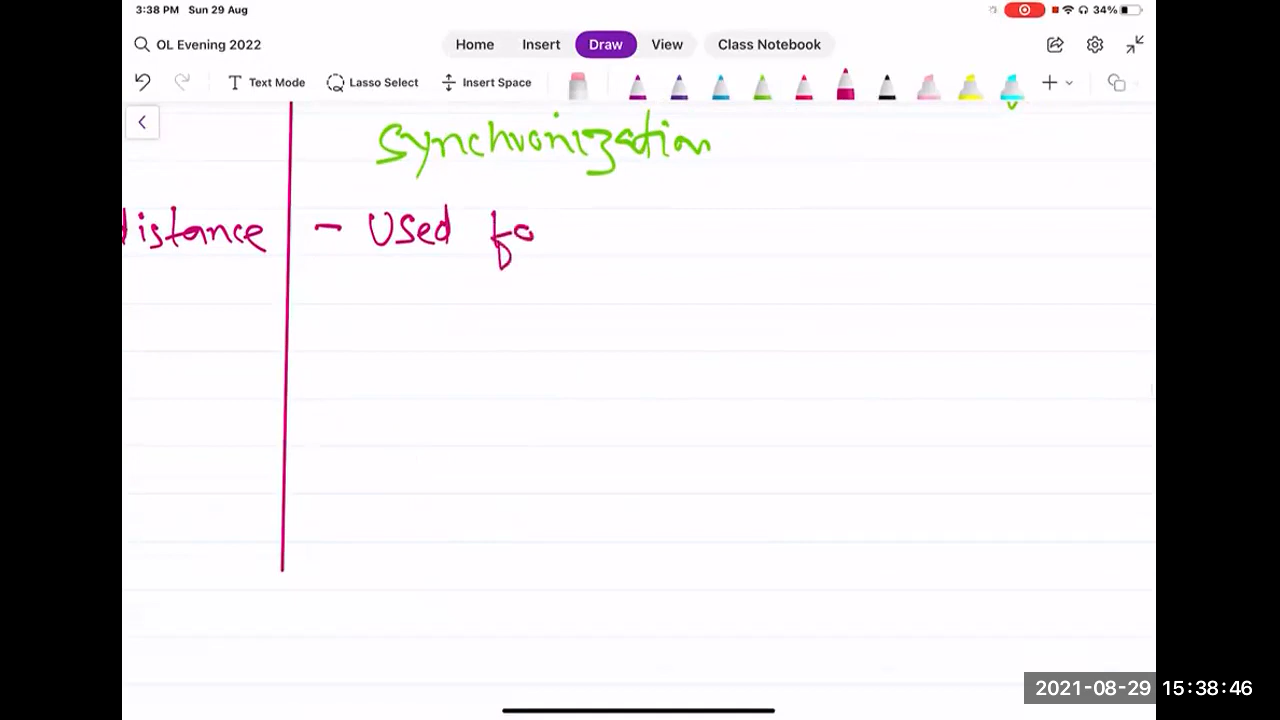 3:38 PM Sun 29 Aug 34%
OL Evening 2022 Home Insert Draw View Class Notebook
Text Mode Lasso Select Insert Space
synchronization
distance - Used fo
2021-08-29 15:38:46